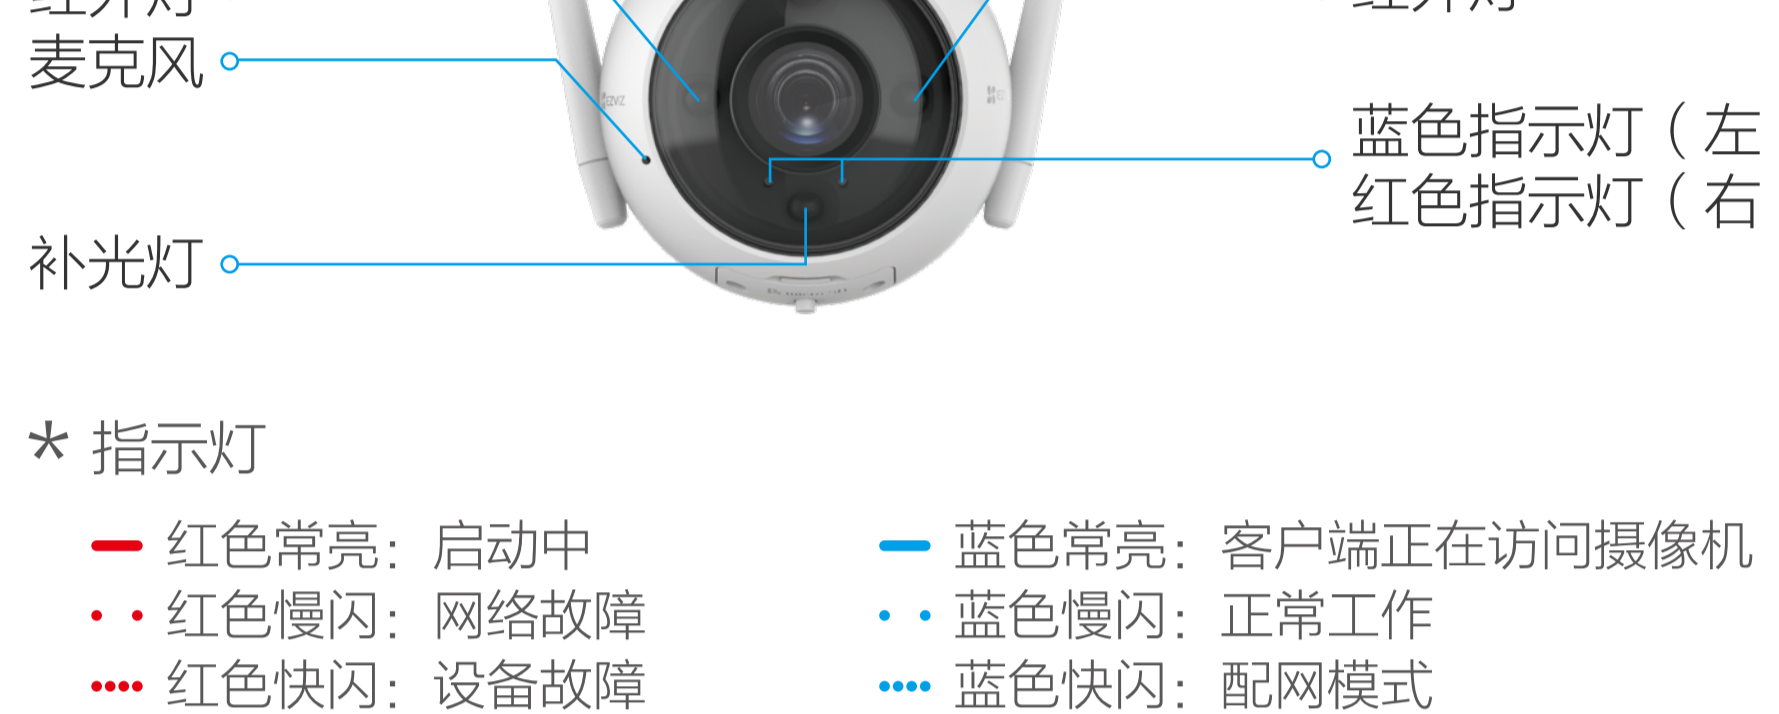 麦克风
EZVIZ
蓝色指示灯（左
红色指示灯（右
补光灯
* 指示灯
红色常亮：启动中
蓝色常亮：客户端正在访问摄像机
红色慢闪：网络故障
蓝色慢闪：正常工作
红色快闪：设备故障
蓝色快闪：配网模式